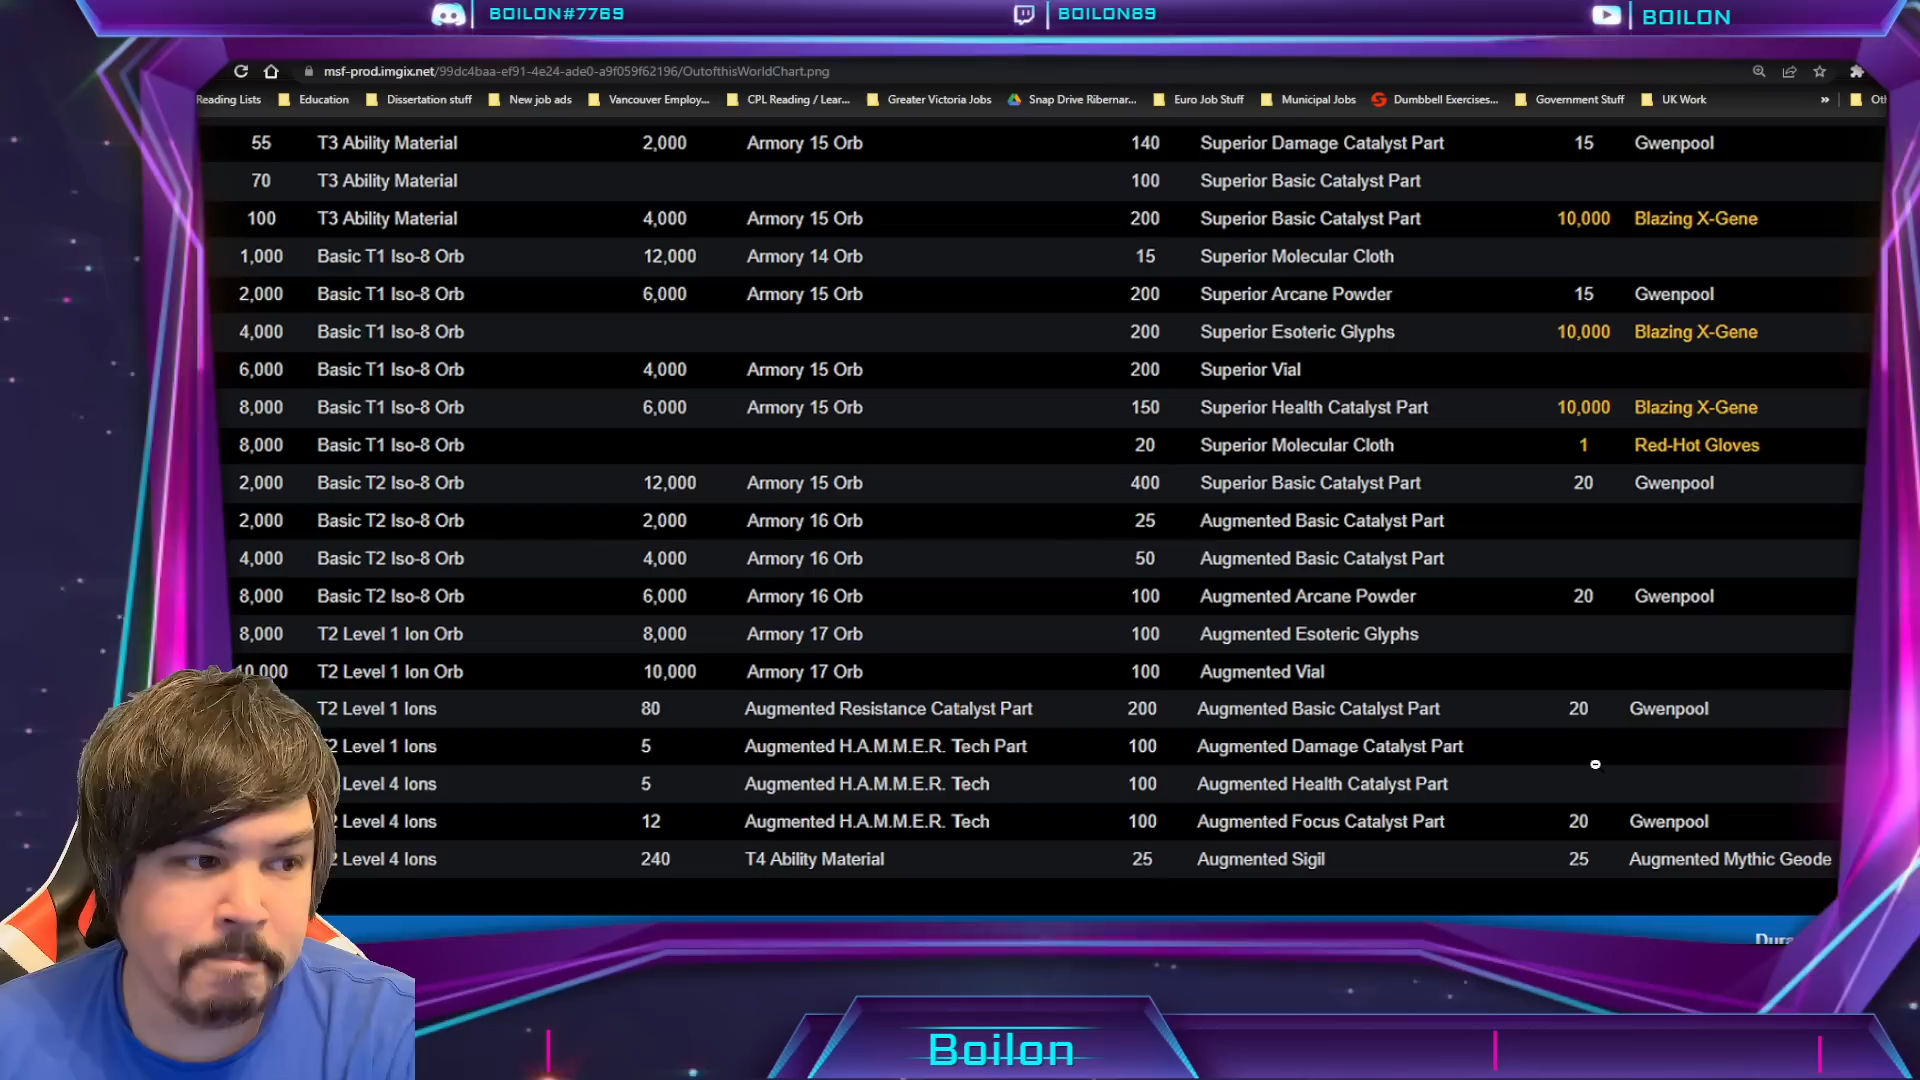 BOILON#7769 BOILON89 BOILON
msf-prod.imgix.net/99dc4baa-ef91-4e24-ade0-a9f059f62196/OutofthisWorldChart.png
Reading Lists Education Dissertation stuff New job ads Vancouver Employ... CPL Reading / Lear... Greater Victoria Jobs Snap Drive Ribernar... Euro Job Stuff Municipal Jobs Dumbbell Exercises... Government Stuff UK Work »
55 T3 Ability Material 2,000 Armory 15 Orb 140 Superior Damage Catalyst Part 15 Gwenpool
70 T3 Ability Material 100 Superior Basic Catalyst Part
100 T3 Ability Material 4,000 Armory 15 Orb 200 Superior Basic Catalyst Part 10,000 Blazing X-Gene
1,000 Basic T1 Iso-8 Orb 12,000 Armory 14 Orb 15 Superior Molecular Cloth
2,000 Basic T1 Iso-8 Orb 6,000 Armory 15 Orb 200 Superior Arcane Powder 15 Gwenpool
4,000 Basic T1 Iso-8 Orb 200 Superior Esoteric Glyphs 10,000 Blazing X-Gene
6,000 Basic T1 Iso-8 Orb 4,000 Armory 15 Orb 200 Superior Vial
8,000 Basic T1 Iso-8 Orb 6,000 Armory 15 Orb 150 Superior Health Catalyst Part 10,000 Blazing X-Gene
8,000 Basic T1 Iso-8 Orb 20 Superior Molecular Cloth 1 Red-Hot Gloves
2,000 Basic T2 Iso-8 Orb 12,000 Armory 15 Orb 400 Superior Basic Catalyst Part 20 Gwenpool
2,000 Basic T2 Iso-8 Orb 2,000 Armory 16 Orb 25 Augmented Basic Catalyst Part
4,000 Basic T2 Iso-8 Orb 4,000 Armory 16 Orb 50 Augmented Basic Catalyst Part
8,000 Basic T2 Iso-8 Orb 6,000 Armory 16 Orb 100 Augmented Arcane Powder 20 Gwenpool
8,000 T2 Level 1 Ion Orb 8,000 Armory 17 Orb 100 Augmented Esoteric Glyphs
10,000 T2 Level 1 Ion Orb 10,000 Armory 17 Orb 100 Augmented Vial
T2 Level 1 Ions 80 Augmented Resistance Catalyst Part 200 Augmented Basic Catalyst Part 20 Gwenpool
2 Level 1 Ions 5 Augmented H.A.M.M.E.R. Tech Part 100 Augmented Damage Catalyst Part
Level 4 Ions 5 Augmented H.A.M.M.E.R. Tech 100 Augmented Health Catalyst Part
2 Level 4 Ions 12 Augmented H.A.M.M.E.R. Tech 100 Augmented Focus Catalyst Part 20 Gwenpool
Level 4 Ions 240 T4 Ability Material 25 Augmented Sigil 25 Augmented Mythic Geode
Boilon